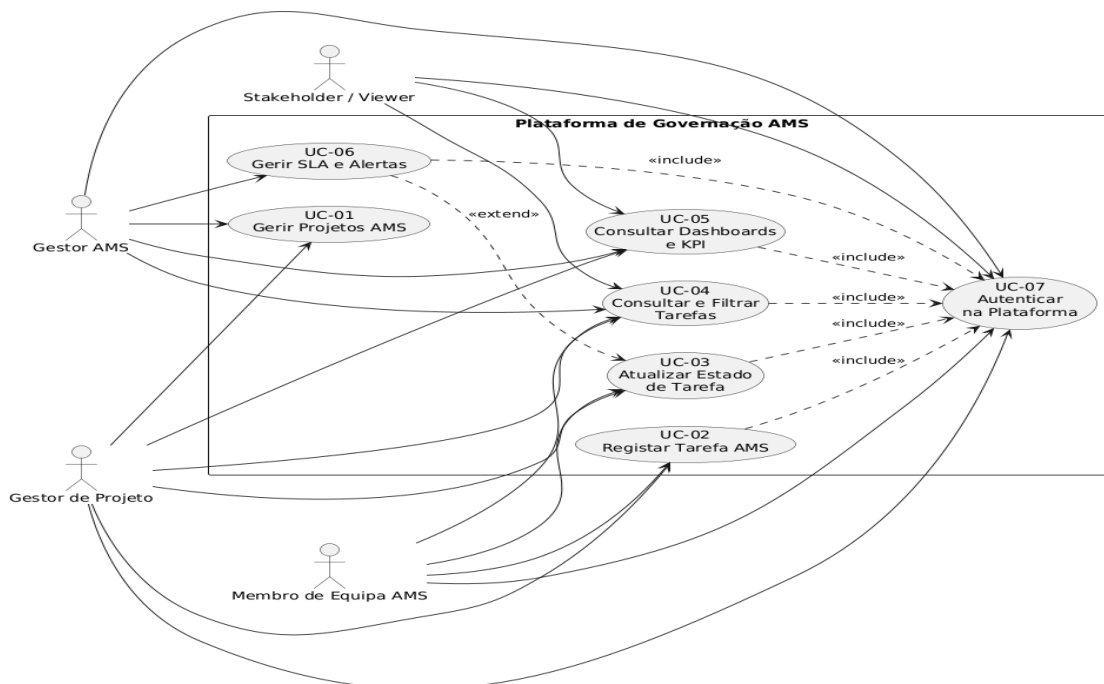 Stakeholder / Viewer
Plataforma de Governação AMS
UC-06
Gerir SLA e Alertas
«include»
UC-01
Gerir Projetos AMS
«extend»
Gestor AMS
UC-05
Consultar Dashboards
e KPI
«include»
UC-04
Consultar e Filtrar
Tarefas
«include»
UC-07
Autenticar
na Plataforma
«include»
UC-03
Atualizar Estado
de Tarefa
«include»
UC-02
Registar Tarefa AMS
Gestor de Projeto
Membro de Equipa AMS